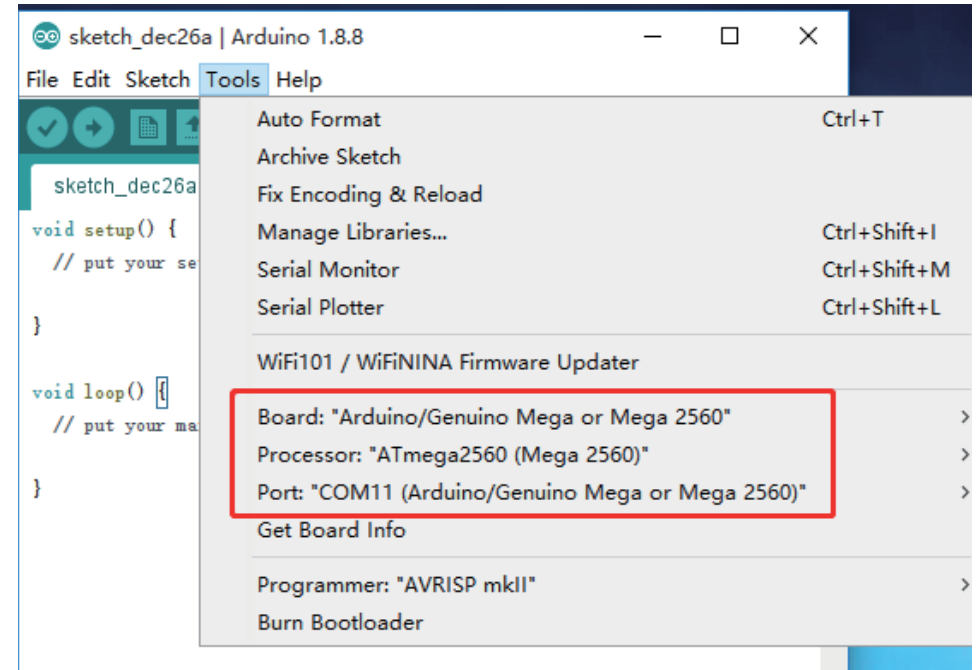 sketch_dec26a | Arduino 1.8.8
File Edit Sketch Tools Help
Auto Format Ctrl+T
Archive Sketch
sketch_dec26a
Fix Encoding & Reload
void setup() {
Manage Libraries... Ctrl+Shift+I
// put your se
Serial Monitor Ctrl+Shift+M
Serial Plotter Ctrl+Shift+L
}
WiFi101 / WiFiNINA Firmware Updater
void loop() {
Board: "Arduino/Genuino Mega or Mega 2560"
// put your ma
Processor: "ATmega2560 (Mega 2560)"
}
Port: "COM11 (Arduino/Genuino Mega or Mega 2560)"
Get Board Info
Programmer: "AVRISP mkII"
Burn Bootloader